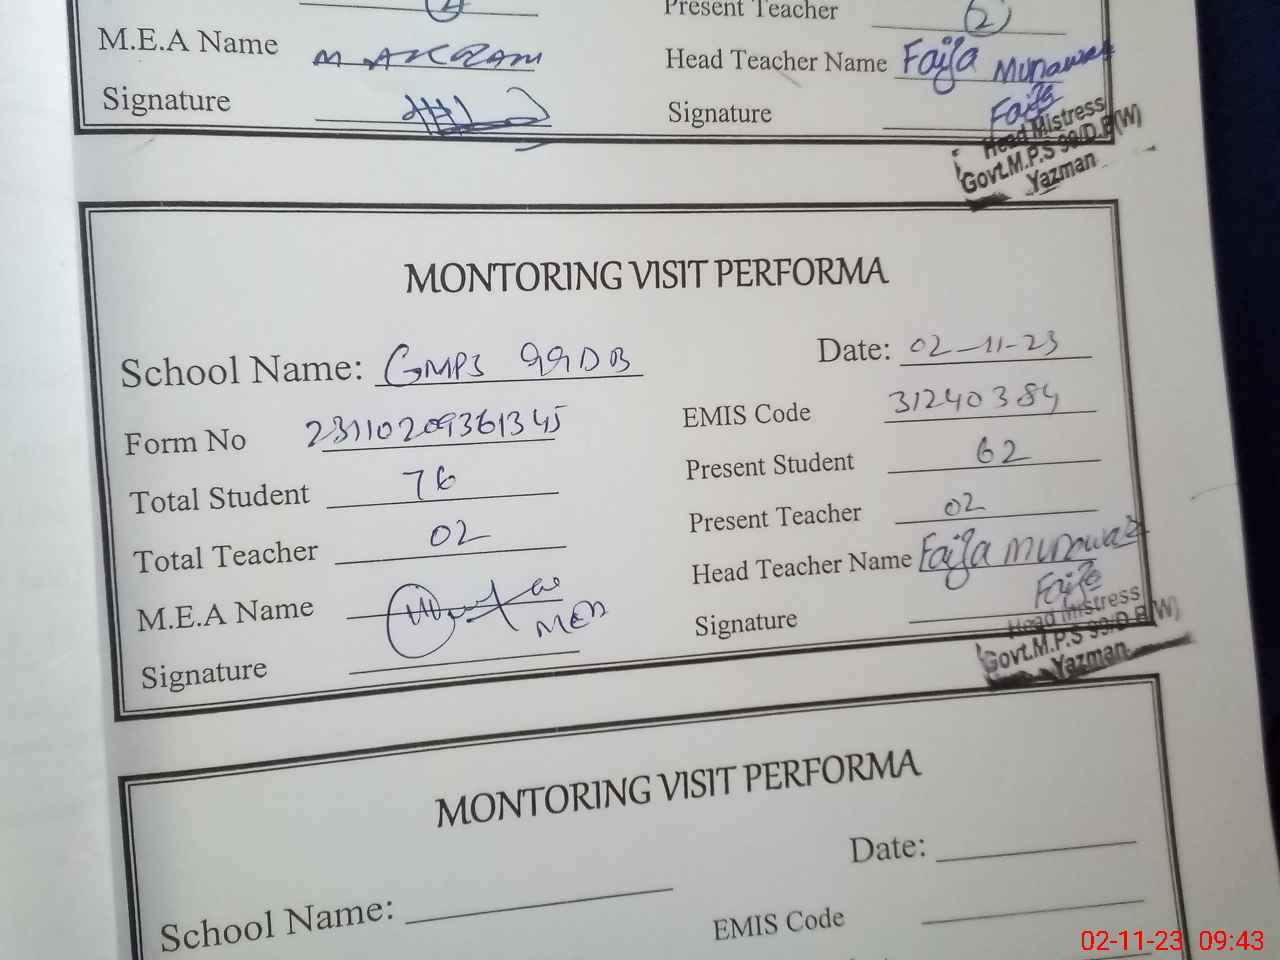 Present Teacher 2
M.E.A Name M AKRAM
Head Teacher Name Faiza Munawar
Signature
Signature Faiza
Head Mistress
Govt.M.P.S 99/D.B(W)
Yazman
MONTORING VISIT PERFORMA
School Name: GMPS 99DB
Date: 02-11-23
Form No 23110209361345
EMIS Code 31240384
Total Student 76
Present Student 62
Total Teacher 02
Present Teacher 02
M.E.A Name
MEA
Head Teacher Name Faiza Munawar
Signature
Signature Faiza
Head Mistress
Govt.M.P.S 99/D.B(W)
Yazman
MONTORING VISIT PERFORMA
Date:
School Name:
EMIS Code
02-11-23 09:43